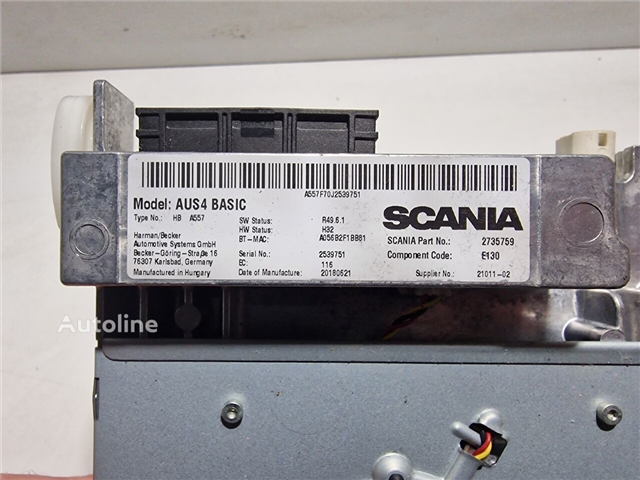 A557F70J2539751
Model: AUS4 BASIC
Type No.: HB A557
Harman/Becker
Automotive Systems GmbH
Becker-Göring-Straße 16
76307 Karlsbad, Germany
Manufactured in Hungary
SW Status: R49.6.1
HW Status: H32
BT-MAC: A056B2F1BB81
Serial No.: 2539751
EC: 116
Date of Manufacture: 20180621
SCANIA
SCANIA Part No.: 2735759
Component Code: E130
Supplier No.: 21011-02
Autoline